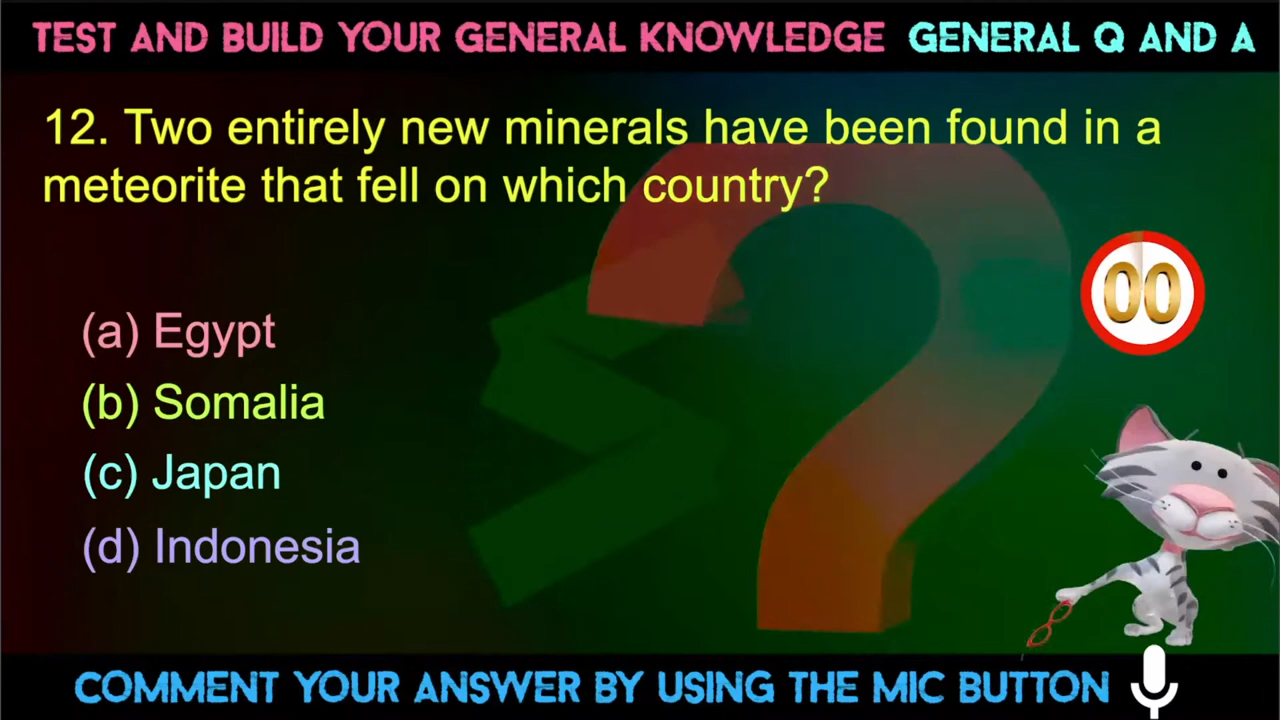 TEST AND BUILD YOUR GENERAL KNOWLEDGE GENERAL Q AND A
12. Two entirely new minerals have been found in a
meteorite that fell on which country?
00
(a) Egypt
(b) Somalia
(c) Japan
(d) Indonesia
COMMENT YOUR ANSWER BY USING THE MIC BUTTON